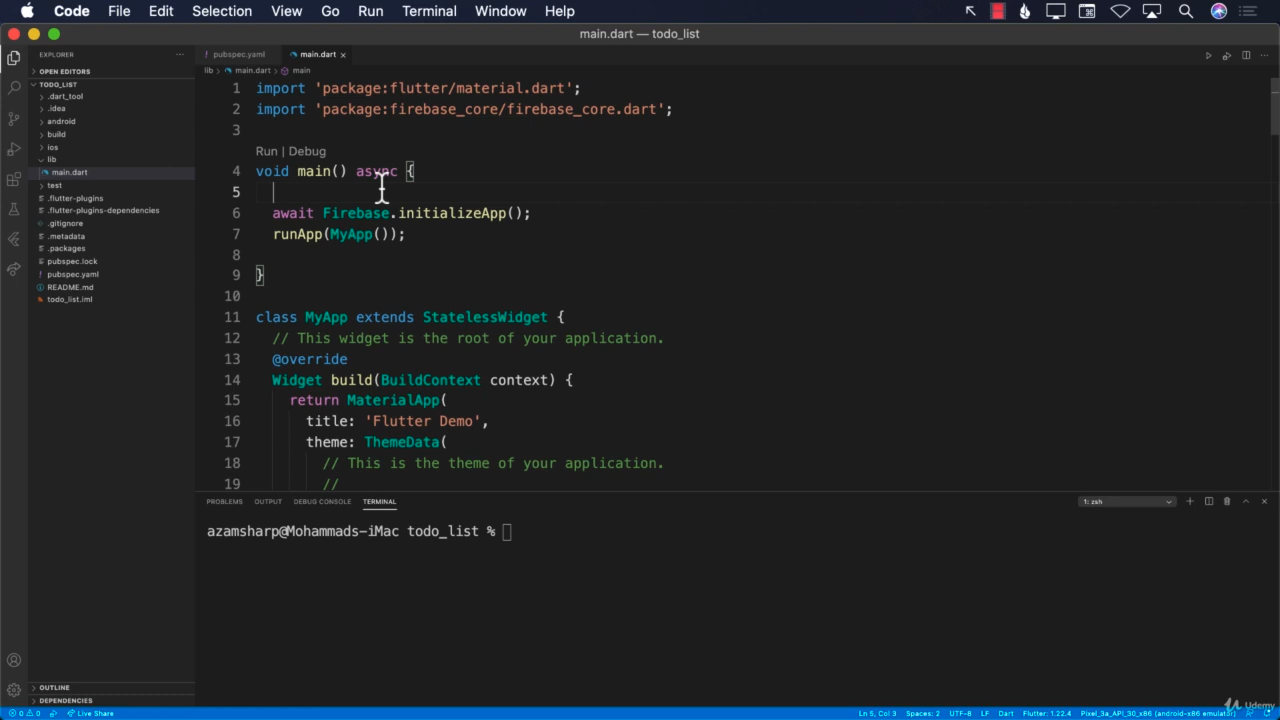 Code File Edit Selection View Go Run Terminal Window Help
main.dart — todo_list
EXPLORER
OPEN EDITORS
TODO_LIST
.dart_tool
.idea
android
build
ios
lib
main.dart
test
.flutter-plugins
.flutter-plugins-dependencies
.gitignore
.metadata
.packages
pubspec.lock
pubspec.yaml
README.md
todo_list.iml
OUTLINE
DEPENDENCIES
pubspec.yaml main.dart
lib main.dart main
1 import 'package:flutter/material.dart';
2 import 'package:firebase_core/firebase_core.dart';
3
Run | Debug
4 void main() async {
5
6 await Firebase.initializeApp();
7 runApp(MyApp());
8
9 }
10
11 class MyApp extends StatelessWidget {
12 // This widget is the root of your application.
13 @override
14 Widget build(BuildContext context) {
15 return MaterialApp(
16 title: 'Flutter Demo',
17 theme: ThemeData(
18 // This is the theme of your application.
19 //
PROBLEMS OUTPUT DEBUG CONSOLE TERMINAL 1: zsh
azamsharp@Mohammads-iMac todo_list %
0 0 Live Share Ln 5, Col 3 Spaces: 2 UTF-8 LF Dart Flutter: 1.22.4 Pixel_3a_API_30_x86 (android-x86 emulator)
Udemy